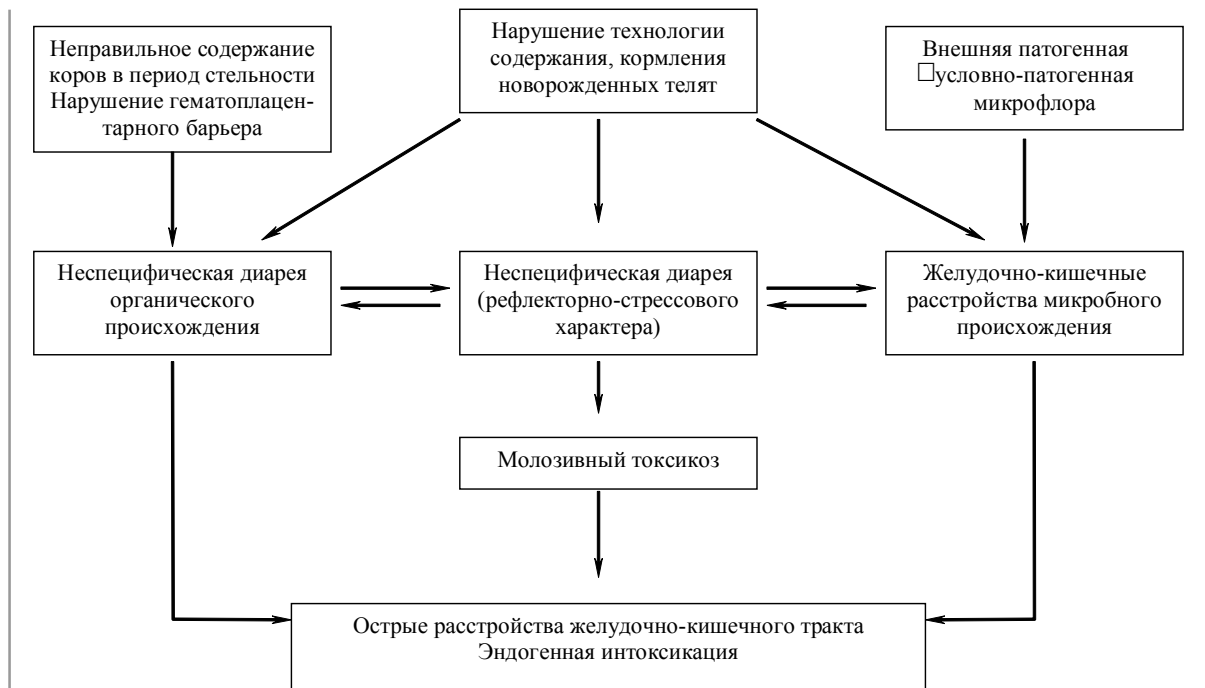 Неправильное содержание
коров в период стельности
Нарушение гематоплацен-
тарного барьера
Нарушение технологии
содержания, кормления
новорожденных телят
Внешняя патогенная
□условно-патогенная
микрофлора
Неспецифическая диарея
органического
происхождения
Неспецифическая диарея
(рефлекторно-стрессового
характера)
Желудочно-кишечные
расстройства микробного
происхождения
Молозивный токсикоз
Острые расстройства желудочно-кишечного тракта
Эндогенная интоксикация